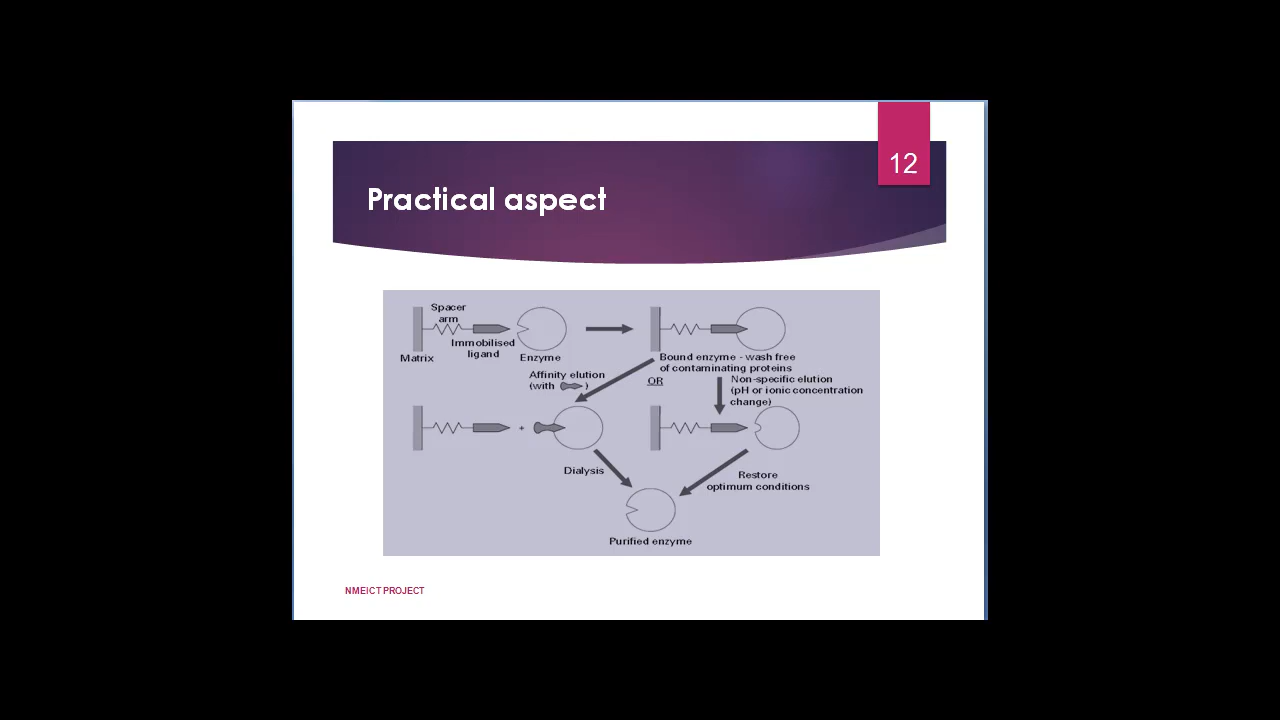 12
Practical aspect
Spacer
arm
Immobilised
ligand
Matrix
Enzyme
Bound enzyme - wash free
of contaminating proteins
Affinity elution
(with )
OR
Non-specific elution
(pH or ionic concentration
change)
+
Dialysis
Restore
optimum conditions
Purified enzyme
NMEICT PROJECT